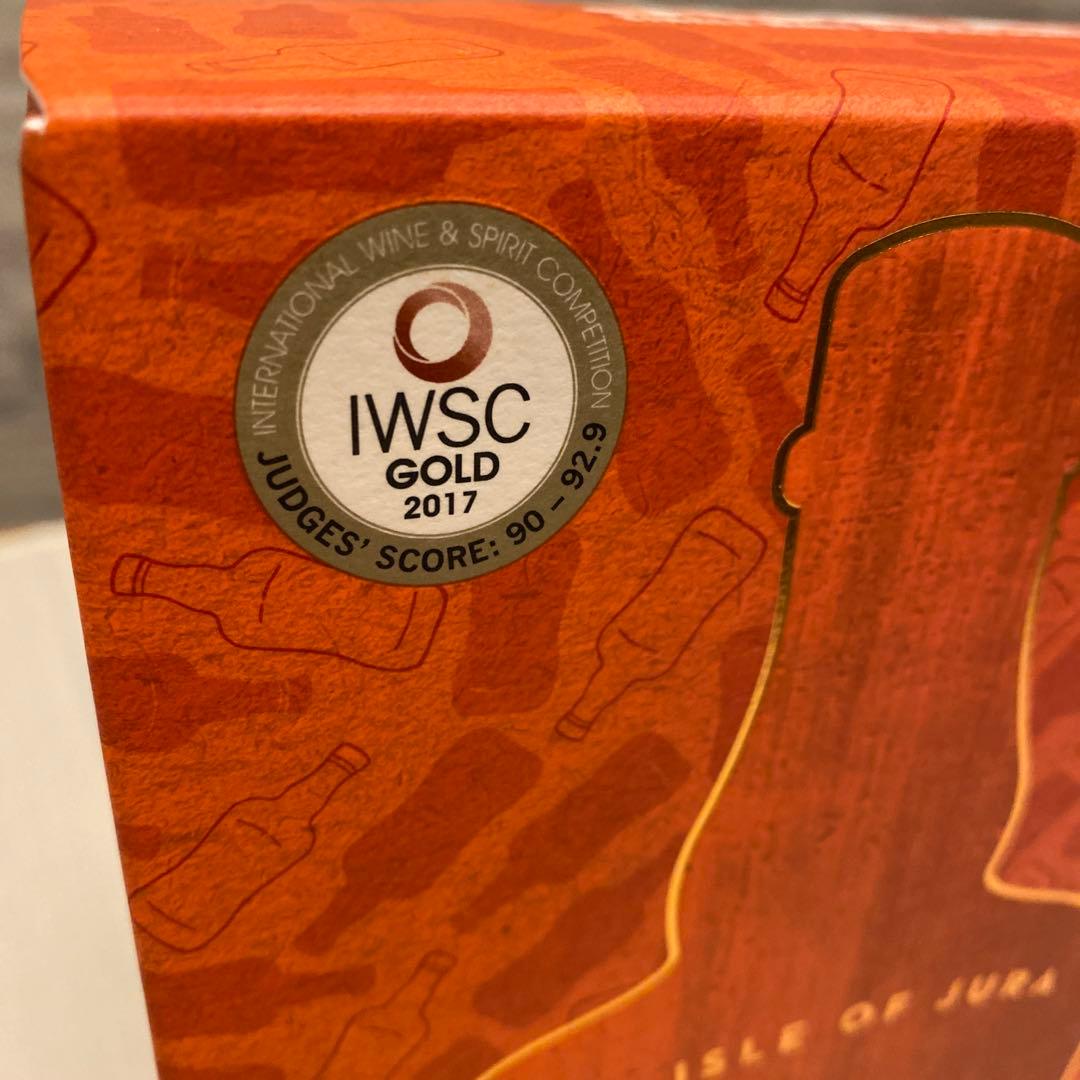 INTERNATIONAL WINE & SPIRIT COMPETITION
IWSC
GOLD
2017
JUDGES' SCORE: 90 – 92.9
ISLE OF JURA